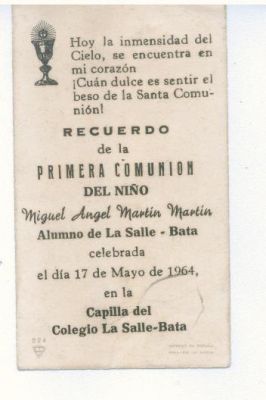 Hoy la inmensidad del
Cielo, se encuentra en
mi corazón
¡Cuán dulce es sentir el
beso de la Santa Comu-
nión!
RECUERDO
de la
PRIMERA COMUNION
DEL NIÑO
Miguel Angel Martín Martín
Alumno de La Salle - Bata
celebrada
el día 17 de Mayo de 1964,
en la
Capilla del
Colegio La Salle-Bata